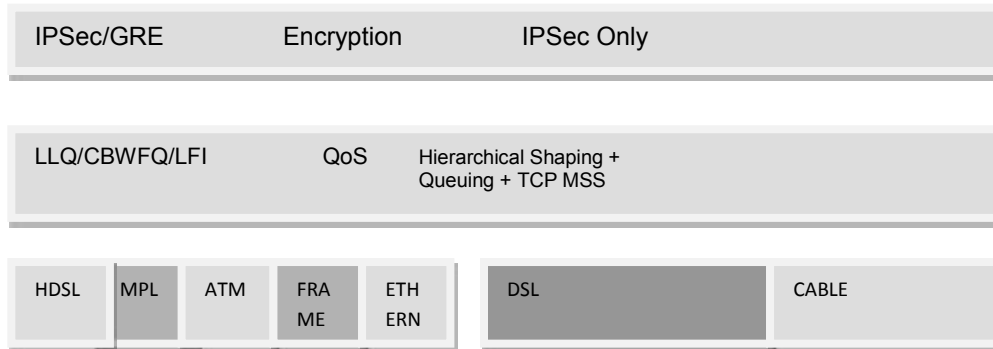 IPSec/GRE Encryption IPSec Only
LLQ/CBWFQ/LFI QoS Hierarchical Shaping +
Queuing + TCP MSS
HDSL MPL ATM FRA ETH DSL CABLE
ME ERN